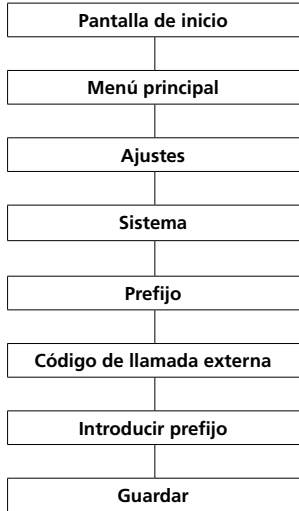 Pantalla de inicio
Menú principal
Ajustes
Sistema
Prefijo
Código de llamada externa
Introducir prefijo
Guardar